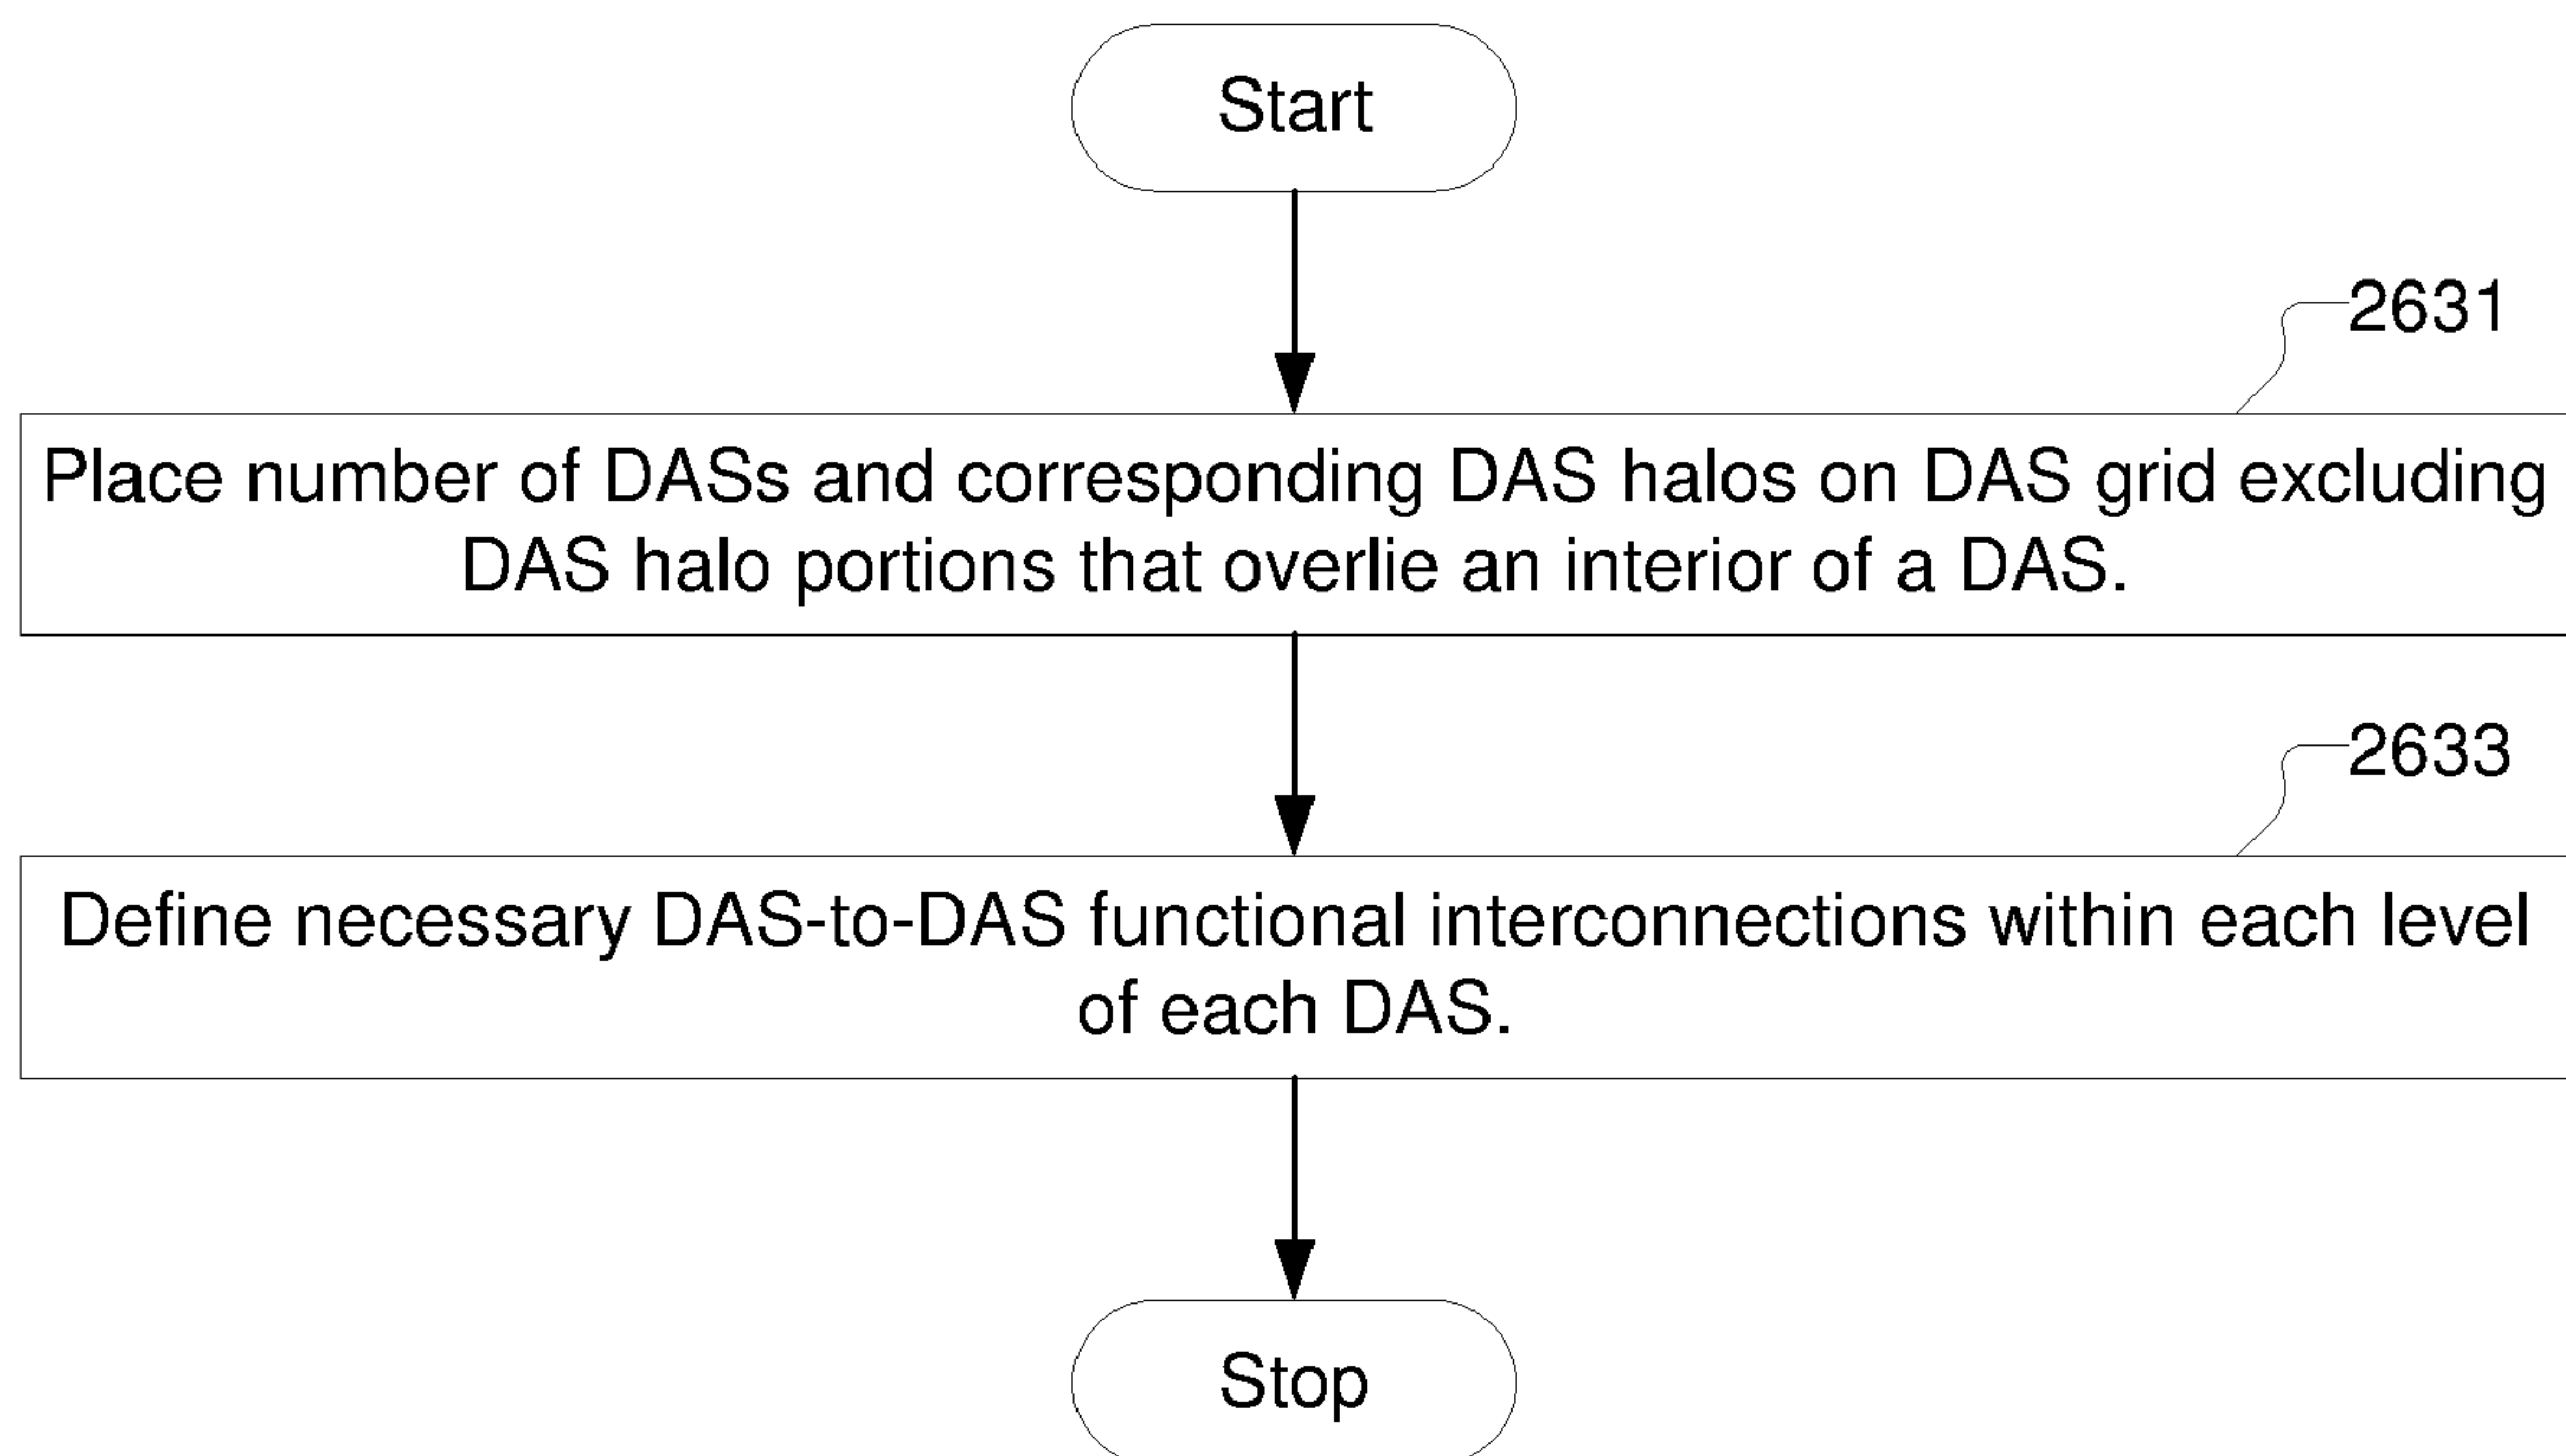 Start
2631
Place number of DASs and corresponding DAS halos on DAS grid excluding
DAS halo portions that overlie an interior of a DAS.
2633
Define necessary DAS-to-DAS functional interconnections within each level
of each DAS.
Stop